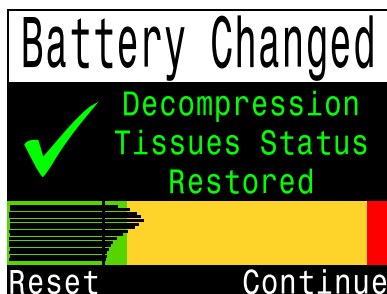 Battery Changed
Decompression
Tissues Status
Restored
Reset Continue